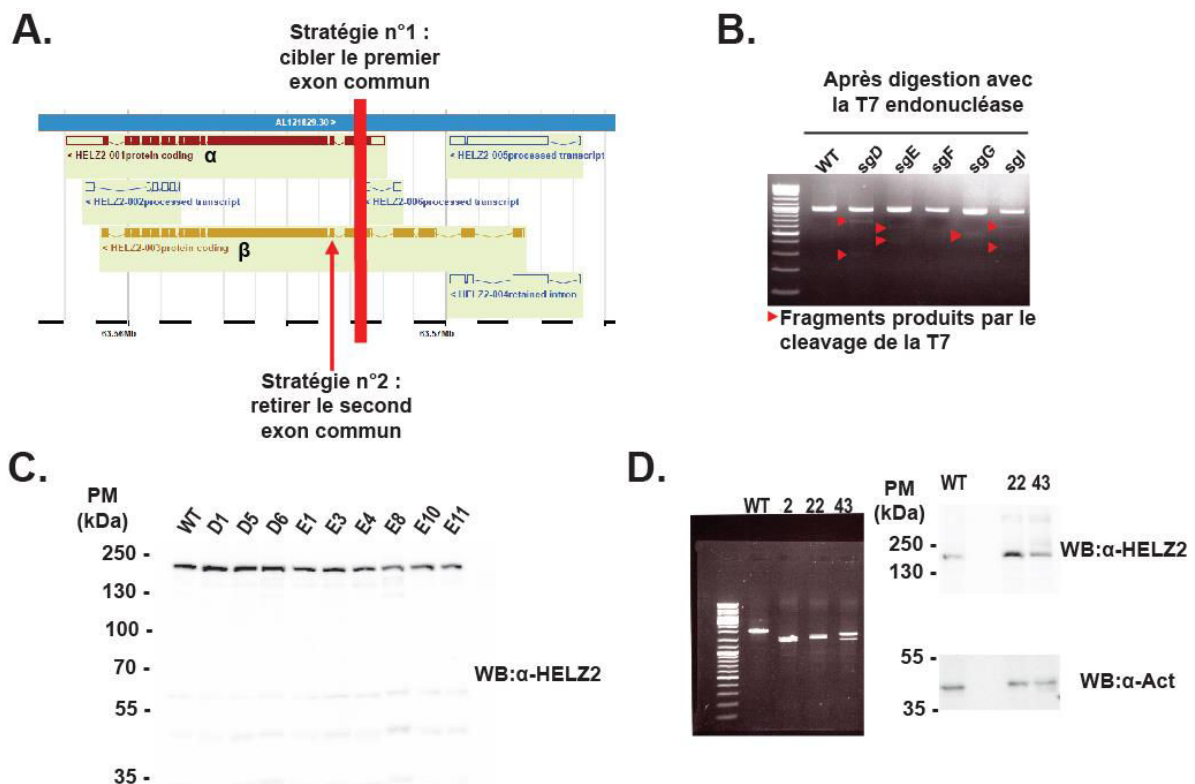 A.
Stratégie n°1 :
cibler le premier
exon commun
AL121829.30 >
< HELZ2-001protein coding α
< HELZ2-005processed transcript
< HELZ2-002processed transcript
< HELZ2-006processed transcript
< HELZ2-003protein coding β
< HELZ2-004retained intron
63.56Mb
63.57Mb
Stratégie n°2 :
retirer le second
exon commun
B.
Après digestion avec
la T7 endonucléase
WT sgD sgE sgF sgG sgI
Fragments produits par le
cleavage de la T7
C.
PM
(kDa)
WT D1 D5 D6 E1 E3 E4 E8 E10 E11
250 -
130 -
100 -
70 -
55 -
35 -
WB:α-HELZ2
D.
WT 2 22 43
PM
(kDa)
WT 22 43
250 -
130 -
WB:α-HELZ2
55 -
35 -
WB:α-Act